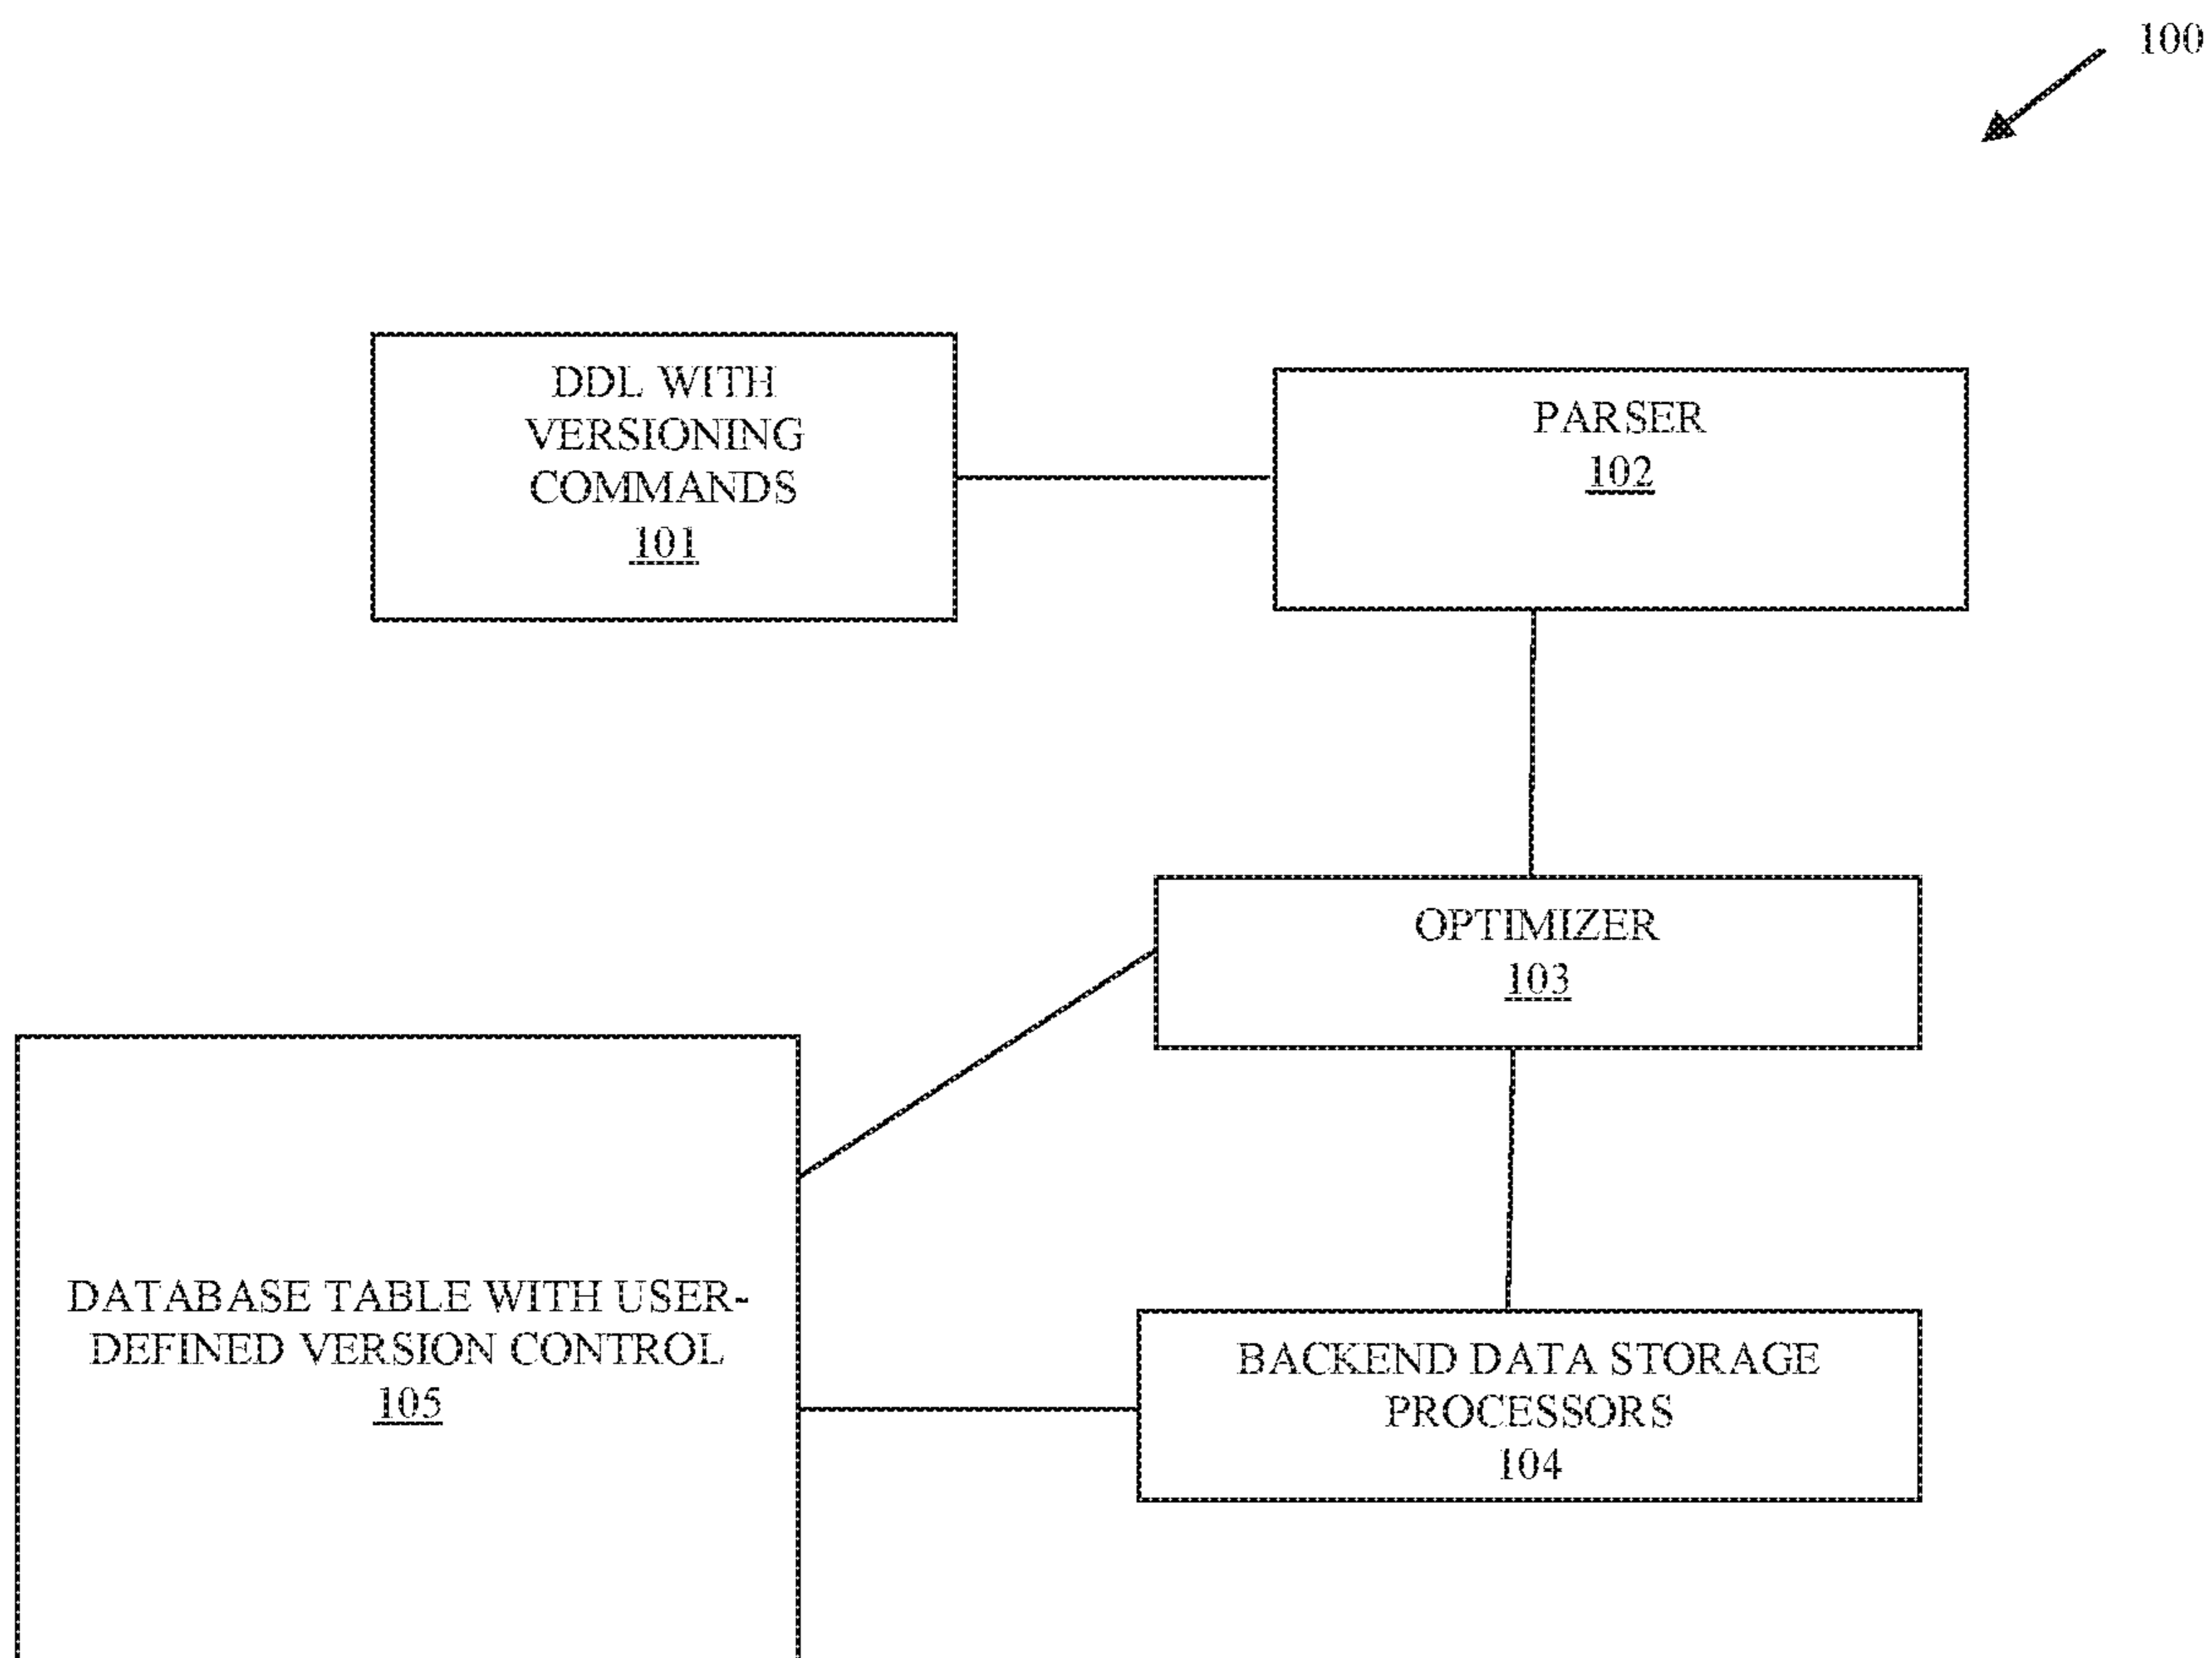 100
DDL WITH
VERSIONING
COMMANDS
101
PARSER
102
OPTIMIZER
103
DATABASE TABLE WITH USER-
DEFINED VERSION CONTROL
105
BACKEND DATA STORAGE
PROCESSORS
104